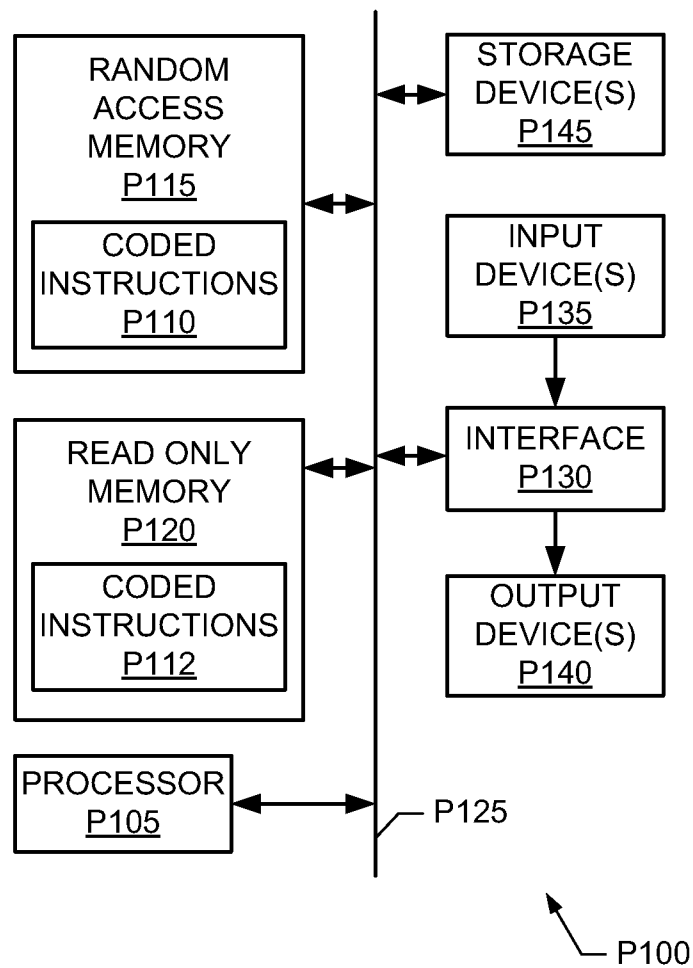 RANDOM
ACCESS
MEMORY
P115
CODED
INSTRUCTIONS
P110
READ ONLY
MEMORY
P120
CODED
INSTRUCTIONS
P112
PROCESSOR
P105
STORAGE
DEVICE(S)
P145
INPUT
DEVICE(S)
P135
INTERFACE
P130
OUTPUT
DEVICE(S)
P140
P125
P100